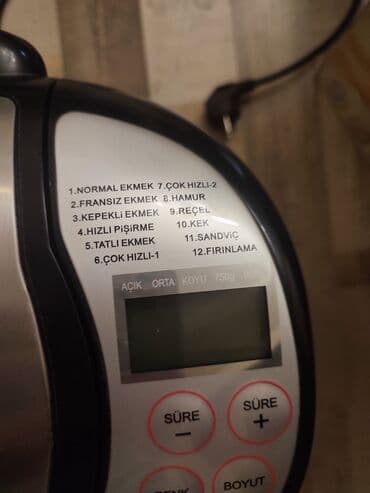 1.NORMAL EKMEK 7.ÇOK HIZLI-2
2.FRANSIZ EKMEK 8.HAMUR
3.KEPEKLİ EKMEK 9.REÇEL
4.HIZLI PİŞİRME 10.KEK
5.TATLI EKMEK 11.SANDVİÇ
6.ÇOK HIZLI-1 12.FIRINLAMA
AÇIK ORTA KOYU 750g
SÜRE
−
SÜRE
+
RENK
BOYUT